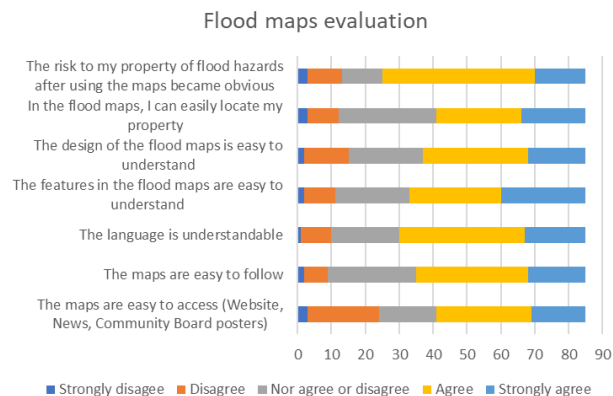 Flood maps evaluation
The risk to my property of flood hazards
after using the maps became obvious
In the flood maps, I can easily locate my
property
The design of the flood maps is easy to
understand
The features in the flood maps are easy to
understand
The language is understandable
The maps are easy to follow
The maps are easy to access (Website,
News, Community Board posters)
0 10 20 30 40 50 60 70 80 90
Strongly disagee Disagree Nor agree or disagree Agree Strongly agree